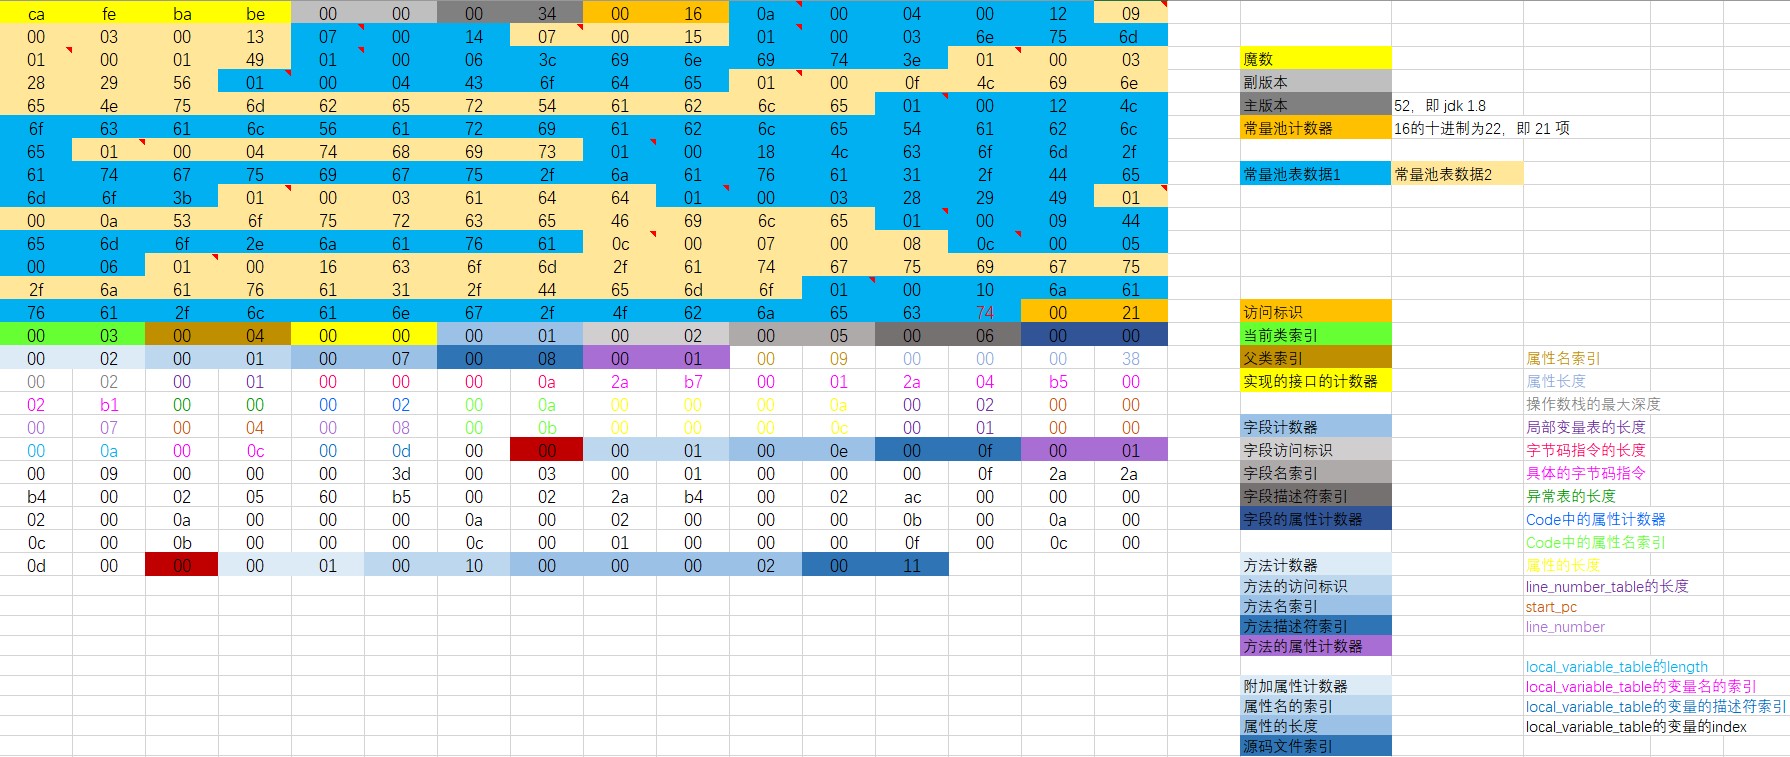 ca fe ba be 00 00 00 34 00 16 0a 00 04 00 12 09
00 03 00 13 07 00 14 07 00 15 01 00 03 6e 75 6d
01 00 01 49 01 00 06 3c 69 6e 69 74 3e 01 00 03 魔数
28 29 56 01 00 04 43 6f 64 65 01 00 0f 4c 69 6e 副版本
65 4e 75 6d 62 65 72 54 61 62 6c 65 01 00 12 4c 主版本 52，即 jdk 1.8
6f 63 61 6c 56 61 72 69 61 62 6c 65 54 61 62 6c 常量池计数器 16的十进制为22，即 21 项
65 01 00 04 74 68 69 73 01 00 18 4c 63 6f 6d 2f
61 74 67 75 69 67 75 2f 6a 61 76 61 31 2f 44 65 常量池表数据1 常量池表数据2
6d 6f 3b 01 00 03 61 64 64 01 00 03 28 29 49 01
00 0a 53 6f 75 72 63 65 46 69 6c 65 01 00 09 44
65 6d 6f 2e 6a 61 76 61 0c 00 07 00 08 0c 00 05
00 06 01 00 16 63 6f 6d 2f 61 74 67 75 69 67 75
2f 6a 61 76 61 31 2f 44 65 6d 6f 01 00 10 6a 61
76 61 2f 6c 61 6e 67 2f 4f 62 6a 65 63 74 00 21 访问标识
00 03 00 04 00 00 00 01 00 02 00 05 00 06 00 00 当前类索引
00 02 00 01 00 07 00 08 00 01 00 09 00 00 00 38 父类索引 属性名索引
00 02 00 01 00 00 00 0a 2a b7 00 01 2a 04 b5 00 实现的接口的计数器 属性长度
02 b1 00 00 00 02 00 0a 00 00 00 0a 00 02 00 00 操作数栈的最大深度
00 07 00 04 00 08 00 0b 00 00 00 0c 00 01 00 00 字段计数器 局部变量表的长度
00 0a 00 0c 00 0d 00 00 00 01 00 0e 00 0f 00 01 字段访问标识 字节码指令的长度
00 09 00 00 00 3d 00 03 00 01 00 00 00 0f 2a 2a 字段名索引 具体的字节码指令
b4 00 02 05 60 b5 00 02 2a b4 00 02 ac 00 00 00 字段描述符索引 异常表的长度
02 00 0a 00 00 00 0a 00 02 00 00 00 0b 00 0a 00 字段的属性计数器 Code中的属性计数器
0c 00 0b 00 00 00 0c 00 01 00 00 00 0f 00 0c 00 Code中的属性名索引
0d 00 00 00 01 00 10 00 00 00 02 00 11 方法计数器 属性的长度
方法的访问标识 line_number_table的长度
方法名索引 start_pc
方法描述符索引 line_number
方法的属性计数器
local_variable_table的length
附加属性计数器 local_variable_table的变量名的索引
属性名的索引 local_variable_table的变量的描述符索引
属性的长度 local_variable_table的变量的index
源码文件索引